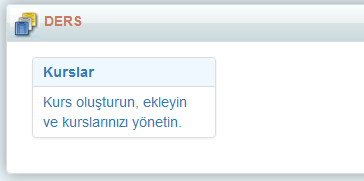 DERS
Kurslar
Kurs oluşturun, ekleyin
ve kurslarınızı yönetin.